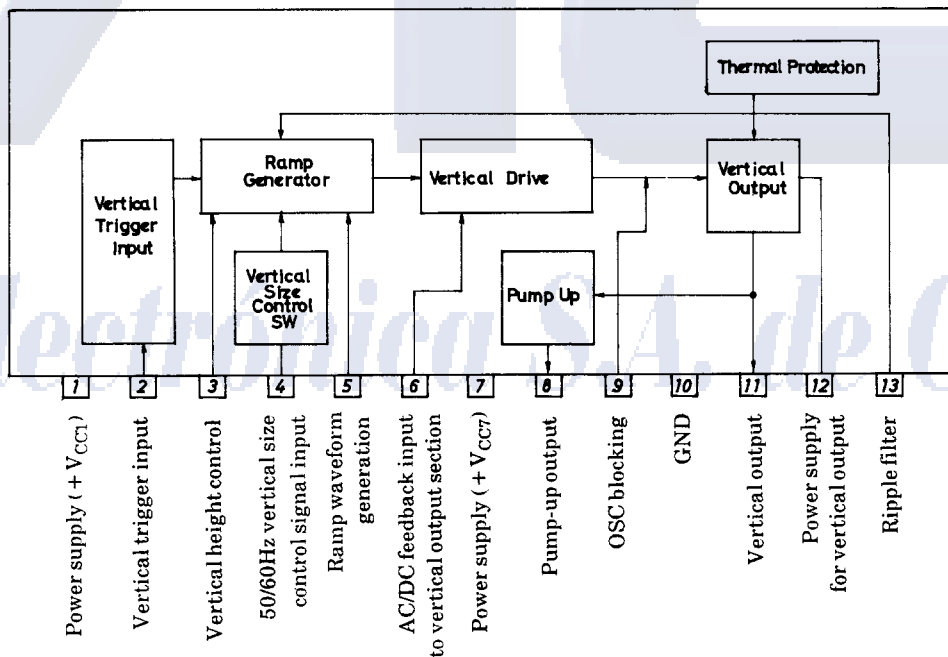 Thermal Protection
Ramp
Generator
Vertical Drive
Vertical
Output
Vertical
Trigger
Input
Vertical
Size
Control
SW
Pump Up
1
2
3
4
5
6
7
8
9
10
11
12
13
Power supply (+VCC1)
Vertical trigger input
Vertical height control
50/60Hz vertical size
control signal input
Ramp waveform
generation
AC/DC feedback input
to vertical output section
Power supply (+VCC7)
Pump-up output
OSC blocking
GND
Vertical output
Power supply
for vertical output
Ripple filter
lectrónica S.A. de C